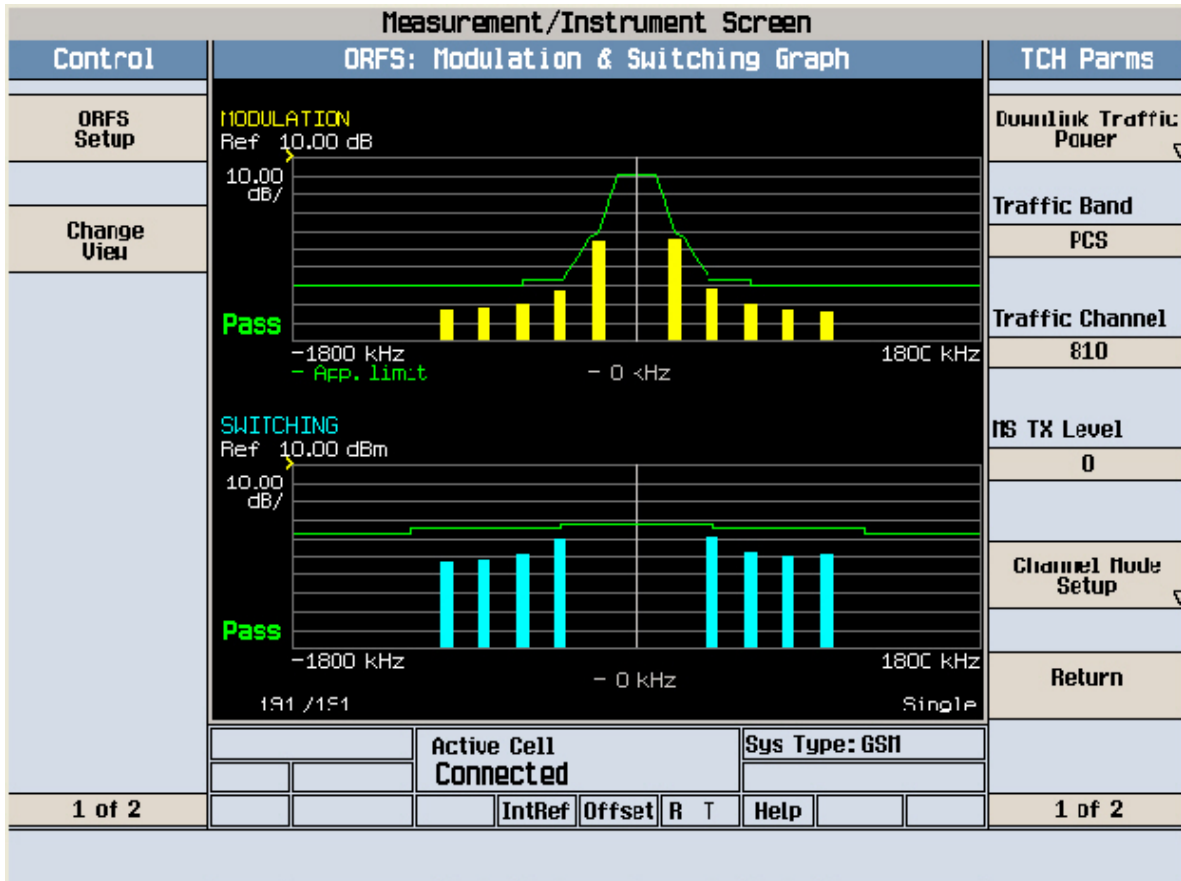 Measurement/Instrument Screen
Control
ORFS: Modulation & Switching Graph
TCH Parms
ORFS
Setup
Change
View
1 of 2
MODULATION
Ref 10.00 dB
10.00
dB/
Pass
-1800 kHz
1800 kHz
- App. limit
- 0 kHz
SWITCHING
Ref 10.00 dBm
10.00
dB/
Pass
-1800 kHz
1800 kHz
- 0 kHz
Single
Downlink Traffic
Power
Traffic Band
PCS
Traffic Channel
810
MS TX Level
0
Channel Mode
Setup
Return
1 of 2
Active Cell
Connected
Sys Type: GSM
IntRef
Offset
R T
Help